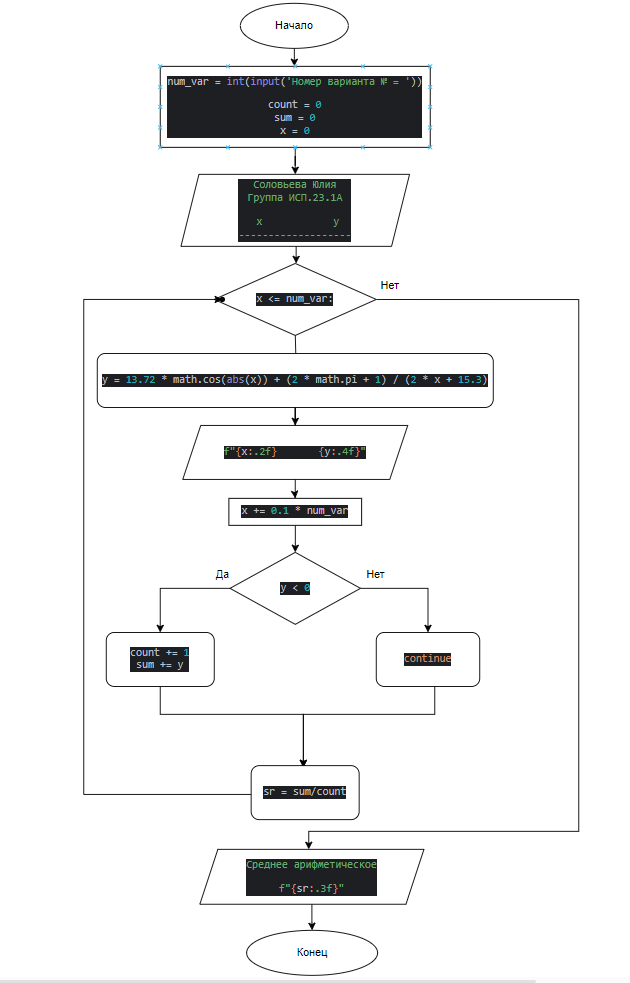 Начало
num_var = int(input('Номер варианта № = '))
count = 0
sum = 0
x = 0
Соловьева Юлия
Группа ИСП.23.1А
x y
-------------------
Нет
x <= num_var:
y = 13.72 * math.cos(abs(x)) + (2 * math.pi + 1) / (2 * x + 15.3)
f"{x:.2f} {y:.4f}"
x += 0.1 * num_var
Да
Нет
y < 0
count += 1
sum += y
continue
sr = sum/count
Среднее арифметическое
f"{sr:.3f}"
Конец